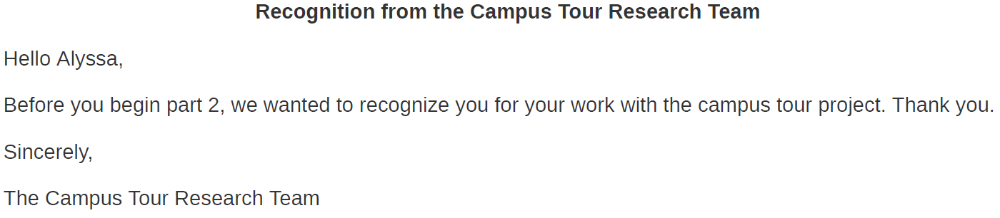 Recognition from the Campus Tour Research Team
Hello Alyssa,
Before you begin part 2, we wanted to recognize you for your work with the campus tour project. Thank you.
Sincerely,
The Campus Tour Research Team